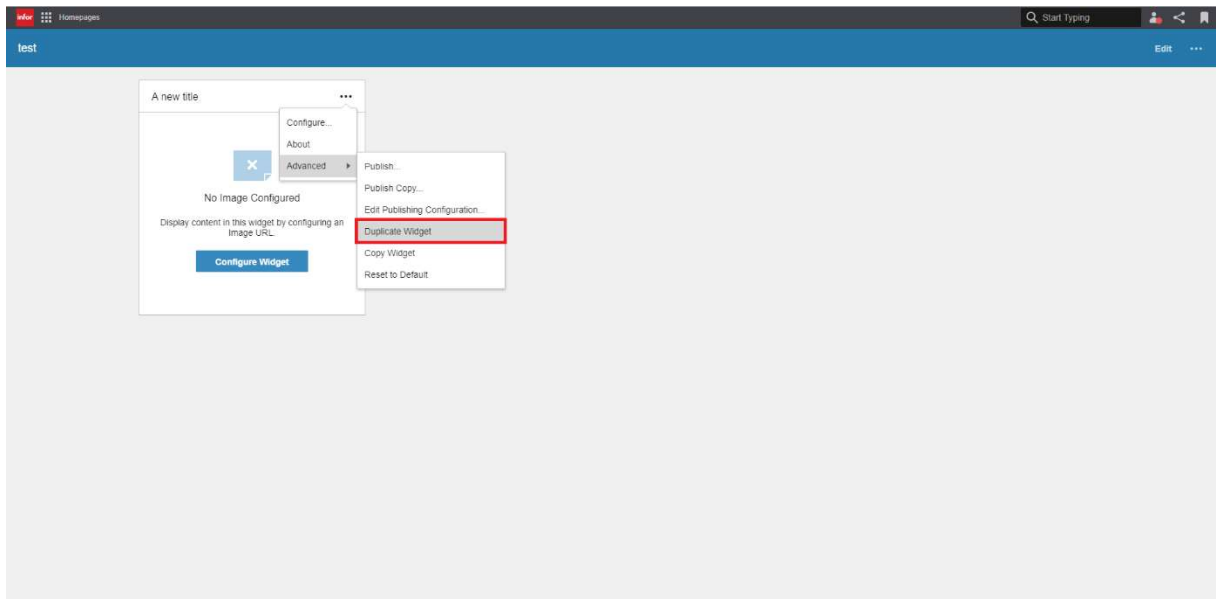 infor Homepages Start Typing
test Edit
A new title
Configure...
About
Advanced
Publish...
Publish Copy...
Edit Publishing Configuration...
Duplicate Widget
Copy Widget
Reset to Default
No Image Configured
Display content in this widget by configuring an
Image URL.
Configure Widget